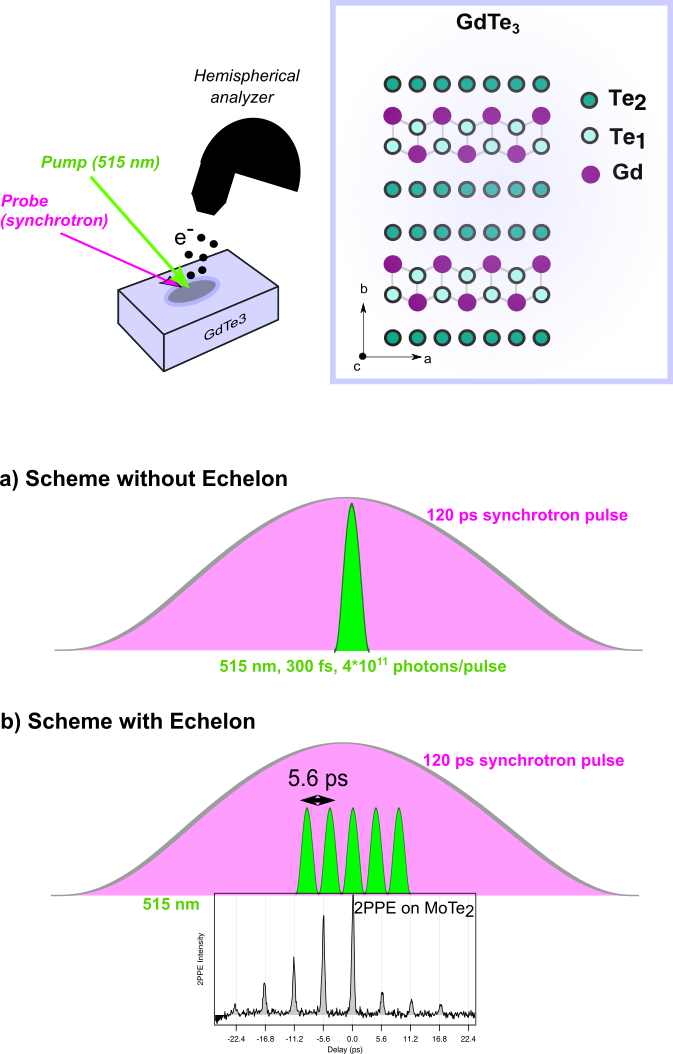 GdTe₃
Hemispherical
analyzer
Te₂
Te₁
Gd
Pump (515 nm)
Probe
(synchrotron)
e⁻
GdTe3
b
c
a
a) Scheme without Echelon
120 ps synchrotron pulse
515 nm, 300 fs, 4*10¹¹ photons/pulse
b) Scheme with Echelon
120 ps synchrotron pulse
5.6 ps
515 nm
2PPE on MoTe₂
2PPE Intensity
-22.4 -16.8 -11.2 -5.6 0.0 5.6 11.2 16.8 22.4
Delay (ps)